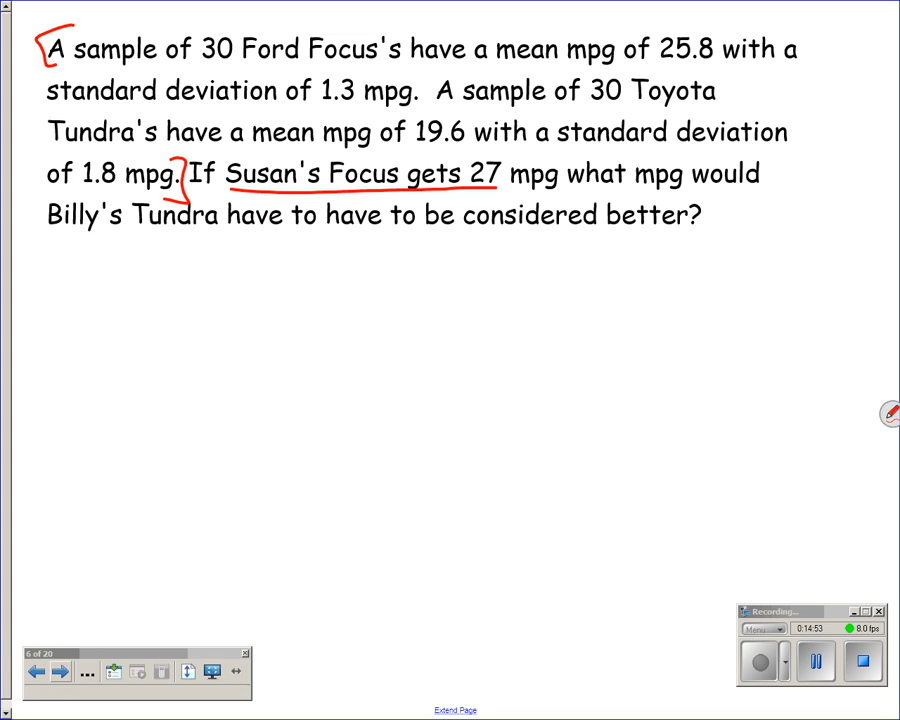 A sample of 30 Ford Focus's have a mean mpg of 25.8 with a
standard deviation of 1.3 mpg. A sample of 30 Toyota
Tundra's have a mean mpg of 19.6 with a standard deviation
of 1.8 mpg. If Susan's Focus gets 27 mpg what mpg would
Billy's Tundra have to have to be considered better?
Recording...
Menu 0:14:53 8.0 fps
6 of 20
Extend Page